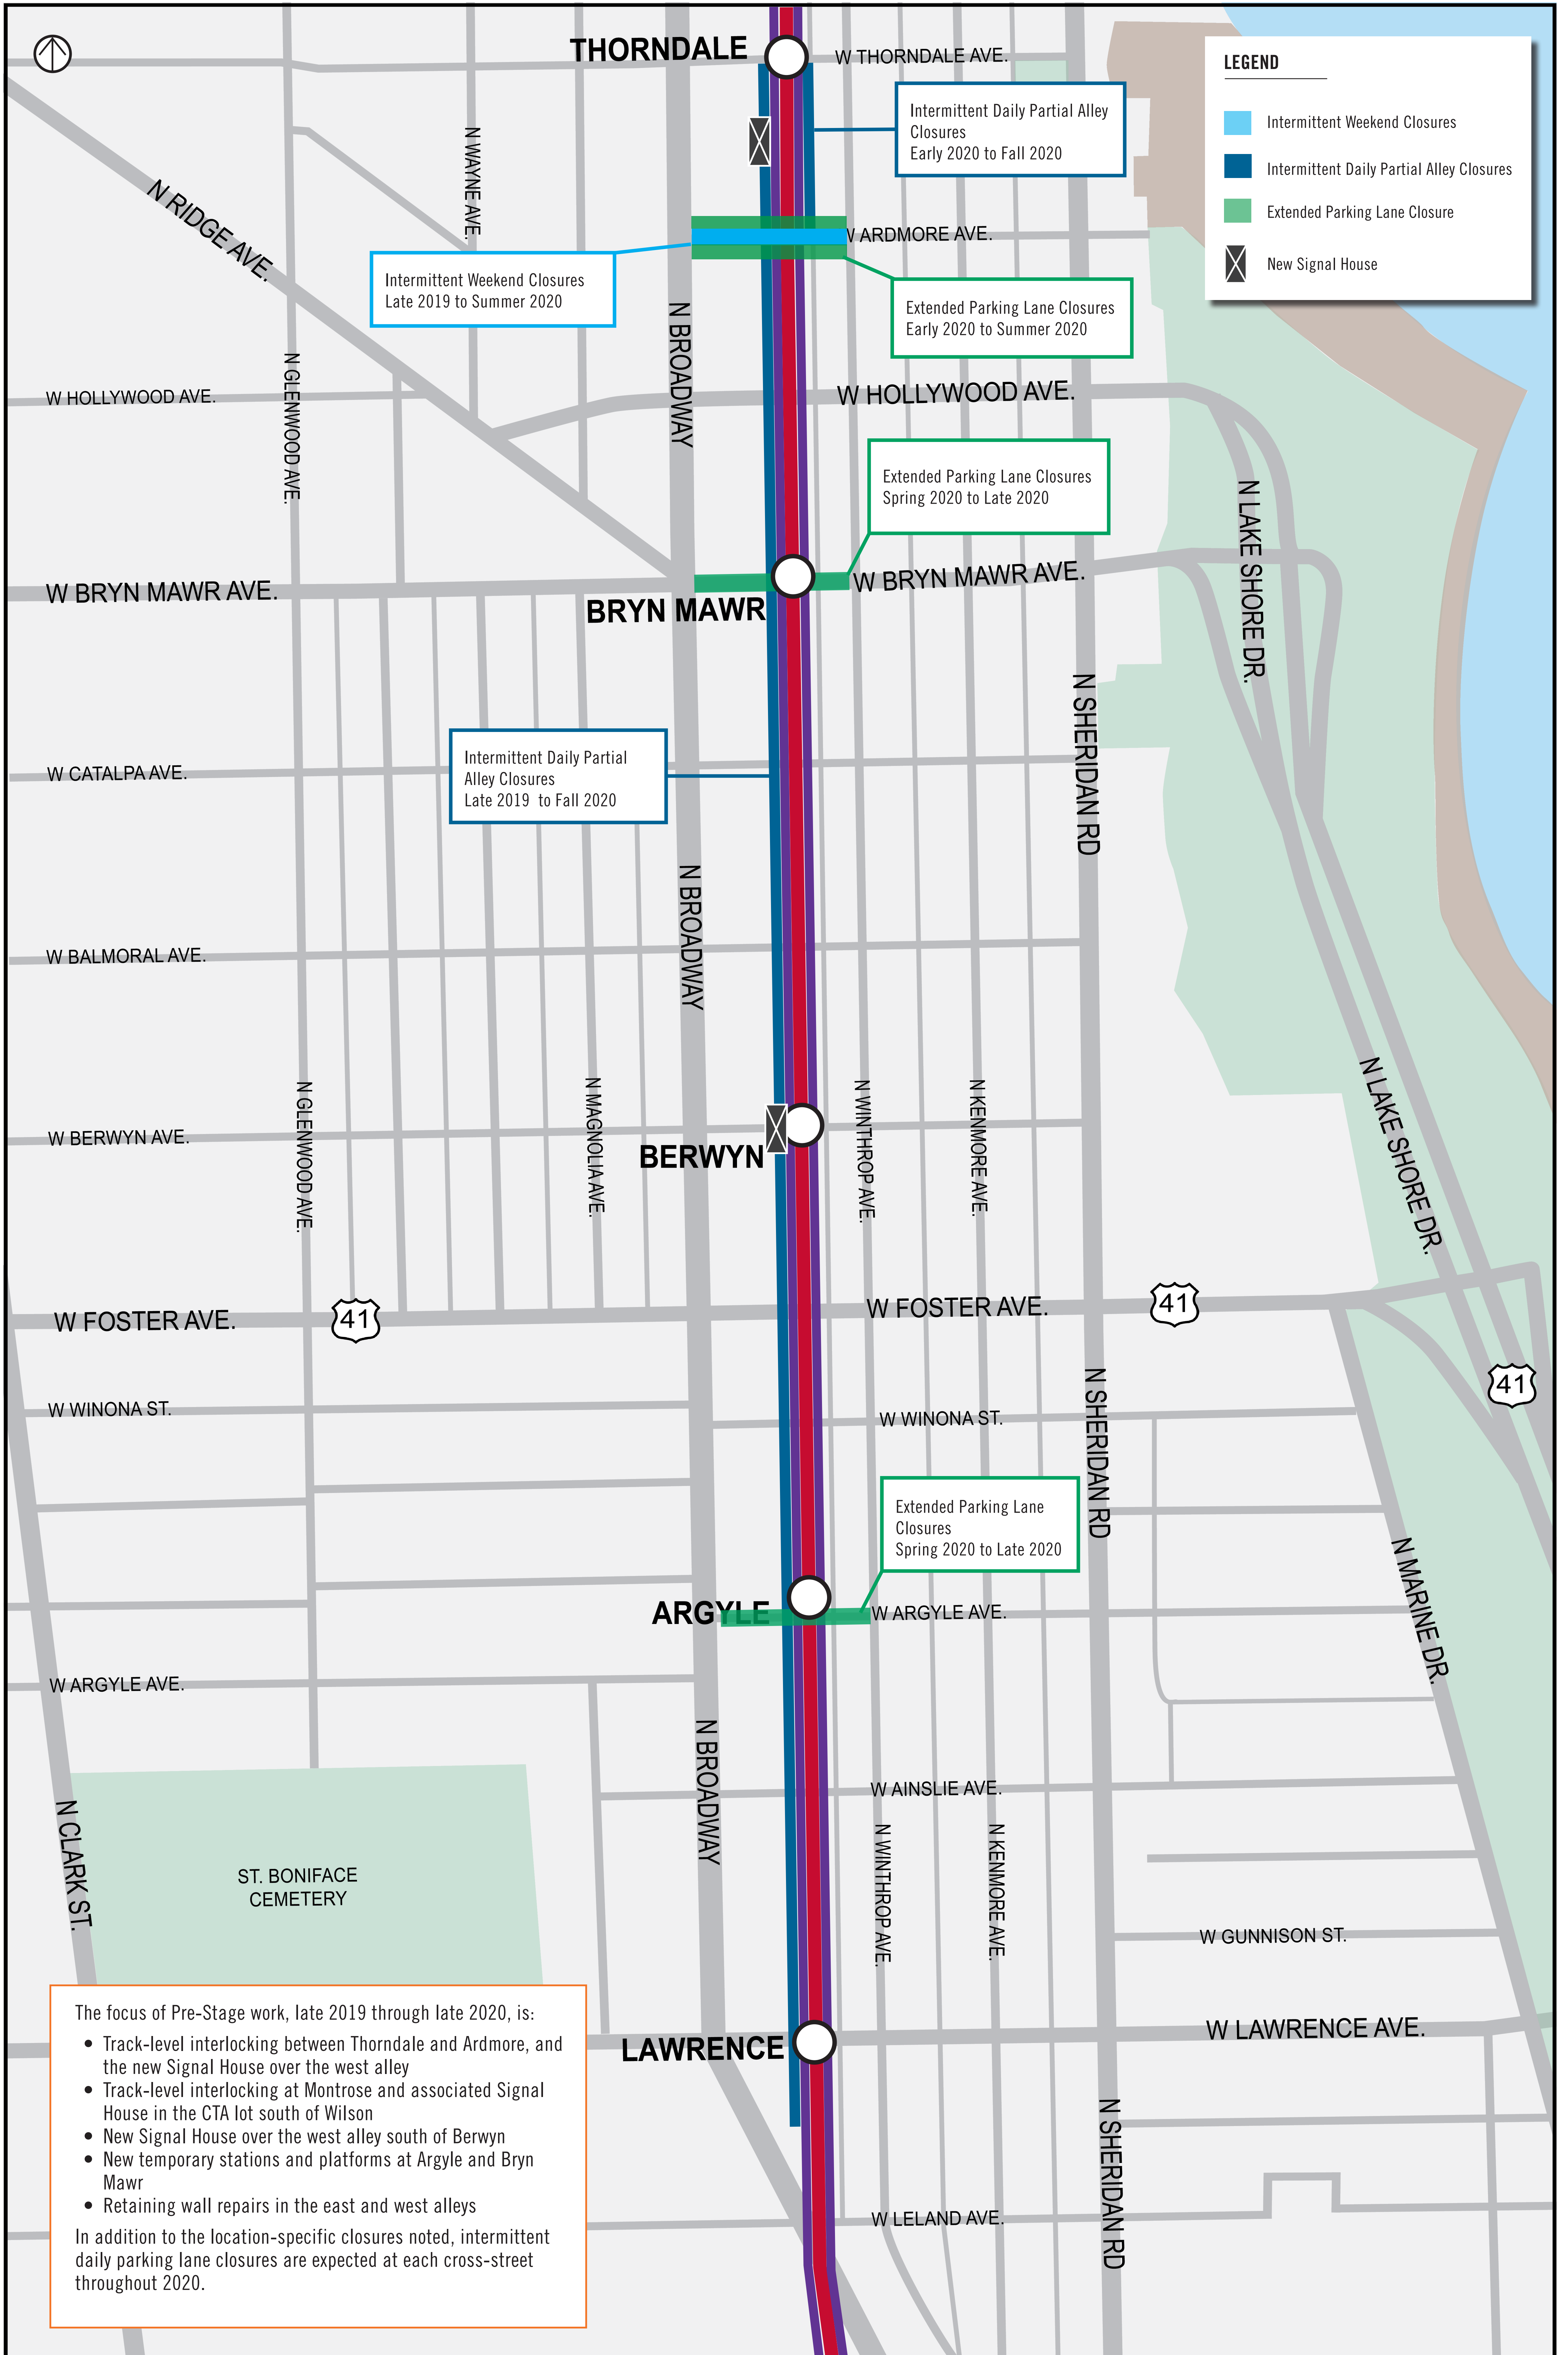 THORNDALE
W THORNDALE AVE.
LEGEND
Intermittent Weekend Closures
Intermittent Daily Partial Alley Closures
Extended Parking Lane Closure
New Signal House
Intermittent Daily Partial Alley
Closures
Early 2020 to Fall 2020
N WAYNE AVE.
N RIDGE AVE.
W ARDMORE AVE.
Intermittent Weekend Closures
Late 2019 to Summer 2020
Extended Parking Lane Closures
Early 2020 to Summer 2020
N BROADWAY
N GLENWOOD AVE.
W HOLLYWOOD AVE.
W HOLLYWOOD AVE.
Extended Parking Lane Closures
Spring 2020 to Late 2020
N LAKE SHORE DR.
W BRYN MAWR AVE.
W BRYN MAWR AVE.
BRYN MAWR
N SHERIDAN RD
Intermittent Daily Partial
Alley Closures
Late 2019 to Fall 2020
W CATALPA AVE.
N BROADWAY
W BALMORAL AVE.
N LAKE SHORE DR.
N GLENWOOD AVE.
N MAGNOLIA AVE.
N WINTHROP AVE.
N KENMORE AVE.
W BERWYN AVE.
BERWYN
W FOSTER AVE.
41
W FOSTER AVE.
41
41
W WINONA ST.
W WINONA ST.
N SHERIDAN RD
Extended Parking Lane
Closures
Spring 2020 to Late 2020
N MARINE DR.
ARGYLE
W ARGYLE AVE.
W ARGYLE AVE.
N BROADWAY
W AINSLIE AVE.
N CLARK ST.
ST. BONIFACE
CEMETERY
N WINTHROP AVE.
N KENMORE AVE.
W GUNNISON ST.
LAWRENCE
W LAWRENCE AVE.
N SHERIDAN RD
W LELAND AVE.
The focus of Pre-Stage work, late 2019 through late 2020, is:
• Track-level interlocking between Thorndale and Ardmore, and
the new Signal House over the west alley
• Track-level interlocking at Montrose and associated Signal
House in the CTA lot south of Wilson
• New Signal House over the west alley south of Berwyn
• New temporary stations and platforms at Argyle and Bryn
Mawr
• Retaining wall repairs in the east and west alleys
In addition to the location-specific closures noted, intermittent
daily parking lane closures are expected at each cross-street
throughout 2020.